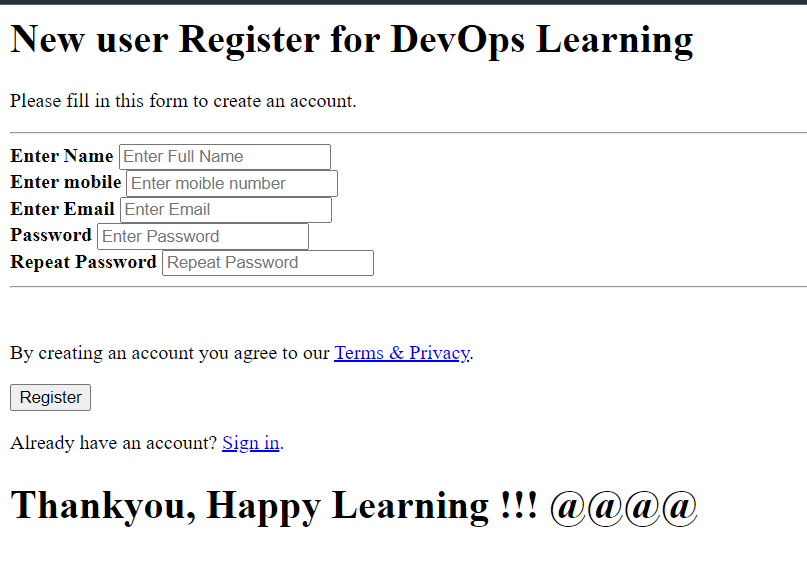 New user Register for DevOps Learning
Please fill in this form to create an account.
Enter Name Enter Full Name
Enter mobile Enter moible number
Enter Email Enter Email
Password Enter Password
Repeat Password Repeat Password
By creating an account you agree to our Terms & Privacy.
Register
Already have an account? Sign in.
Thankyou, Happy Learning !!! @@@@